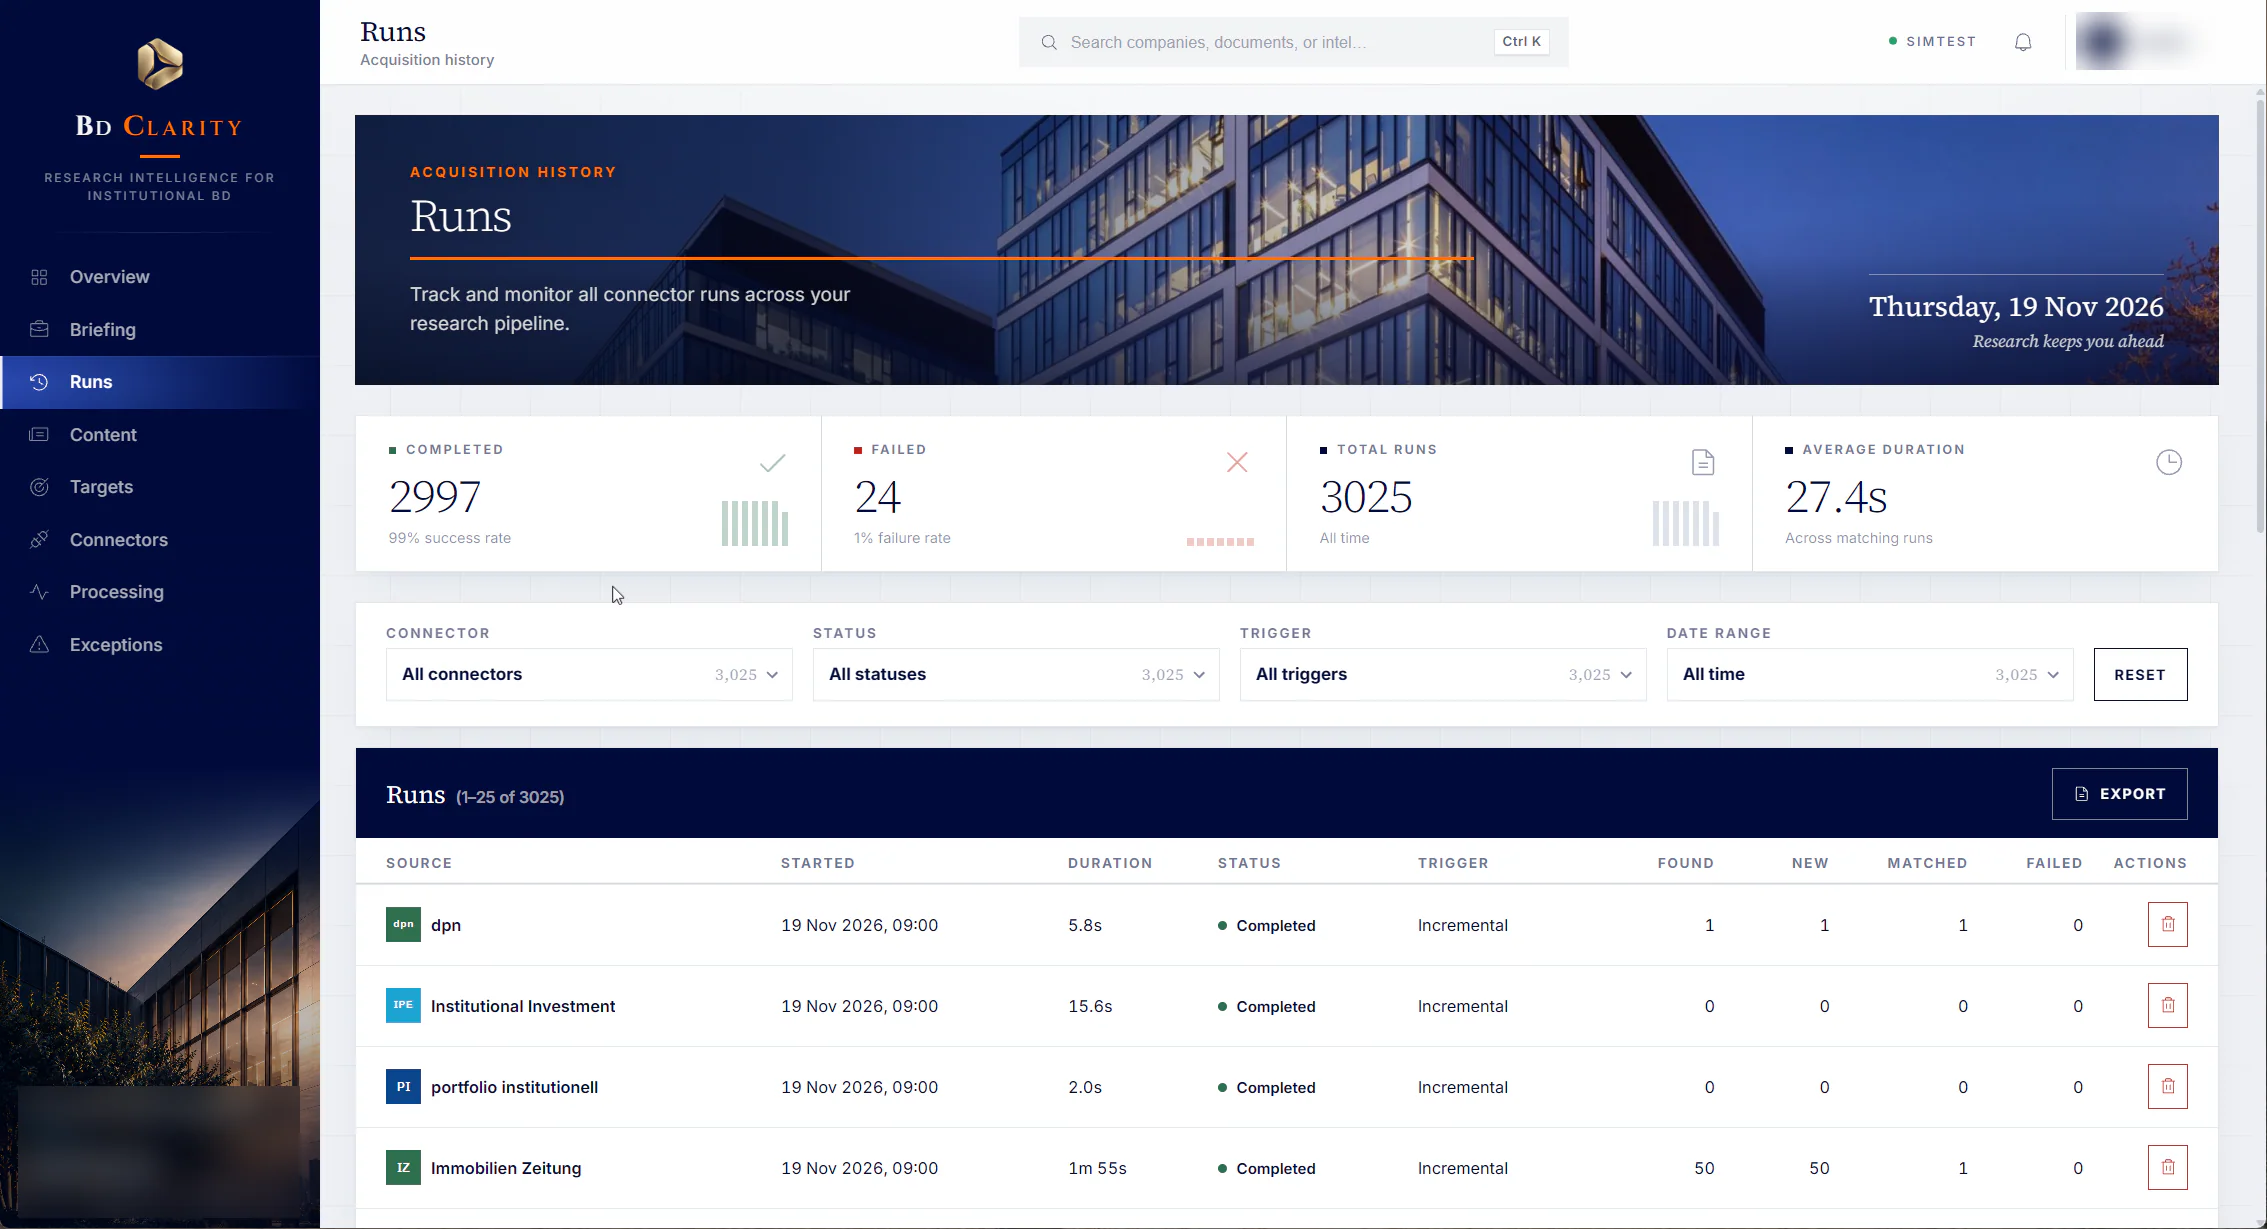 BD CLARITY
RESEARCH INTELLIGENCE FOR
INSTITUTIONAL BD
Overview
Briefing
Runs
Content
Targets
Connectors
Processing
Exceptions
Runs
Acquisition history
Search companies, documents, or intel...
Ctrl K
SIMTEST
ACQUISITION HISTORY
Runs
Track and monitor all connector runs across your
research pipeline.
Thursday, 19 Nov 2026
Research keeps you ahead
COMPLETED
2997
99% success rate
FAILED
24
1% failure rate
TOTAL RUNS
3025
All time
AVERAGE DURATION
27.4s
Across matching runs
CONNECTOR
All connectors 3,025
STATUS
All statuses 3,025
TRIGGER
All triggers 3,025
DATE RANGE
All time 3,025
RESET
Runs (1–25 of 3025)
EXPORT
SOURCE STARTED DURATION STATUS TRIGGER FOUND NEW MATCHED FAILED ACTIONS
dpn dpn 19 Nov 2026, 09:00 5.8s Completed Incremental 1 1 1 0
IPE Institutional Investment 19 Nov 2026, 09:00 15.6s Completed Incremental 0 0 0 0
PI portfolio institutionell 19 Nov 2026, 09:00 2.0s Completed Incremental 0 0 0 0
IZ Immobilien Zeitung 19 Nov 2026, 09:00 1m 55s Completed Incremental 50 50 1 0